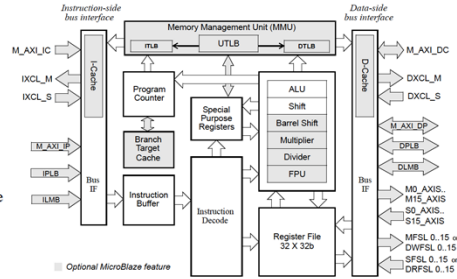 Instruction-side
bus interface
Data-side
bus interface
Memory Management Unit (MMU)
ITLB
UTLB
DTLB
M_AXI_IC
IXCL_M
IXCL_S
I-Cache
D-Cache
M_AXI_DC
DXCL_M
DXCL_S
Program
Counter
Special
Purpose
Registers
ALU
Shift
Barrel Shift
Multiplier
Divider
FPU
Branch
Target
Cache
M_AXI_IP
IPLB
ILMB
Bus
IF
Bus
IF
M_AXI_DP
DPLB
DLMB
Instruction
Buffer
Instruction
Decode
Register File
32 X 32b
M0_AXIS..
M15_AXIS
S0_AXIS..
S15_AXIS
MFSL 0..15 or
DWFSL 0..15
SFSL 0..15 or
DRFSL 0..15
Optional MicroBlaze feature